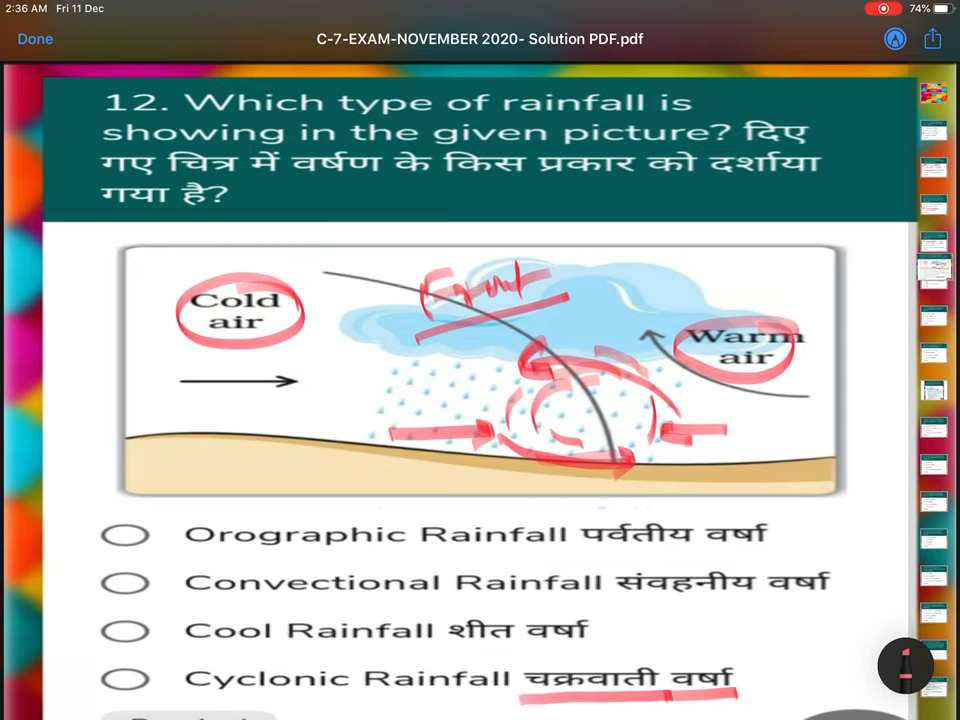 2:36 AM Fri 11 Dec
74%
Done
C-7-EXAM-NOVEMBER 2020- Solution PDF.pdf
12. Which type of rainfall is
showing in the given picture? दिए
गए चित्र में वर्षण के किस प्रकार को दर्शाया
गया है?
Cold
air
Warm
air
Orographic Rainfall पर्वतीय वर्षा
Convectional Rainfall संवहनीय वर्षा
Cool Rainfall शीत वर्षा
Cyclonic Rainfall चक्रवाती वर्षा